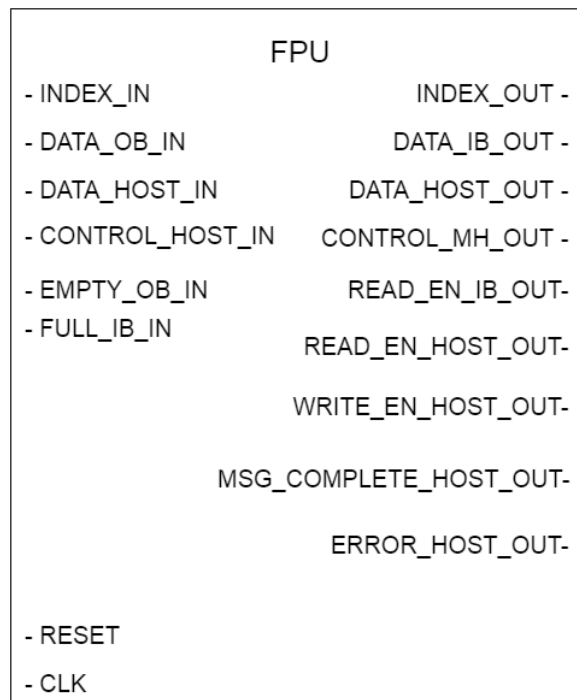 FPU
- INDEX_IN INDEX_OUT -
- DATA_OB_IN DATA_IB_OUT -
- DATA_HOST_IN DATA_HOST_OUT -
- CONTROL_HOST_IN CONTROL_MH_OUT -
- EMPTY_OB_IN READ_EN_IB_OUT-
- FULL_IB_IN
READ_EN_HOST_OUT-
WRITE_EN_HOST_OUT-
MSG_COMPLETE_HOST_OUT-
ERROR_HOST_OUT-
- RESET
- CLK